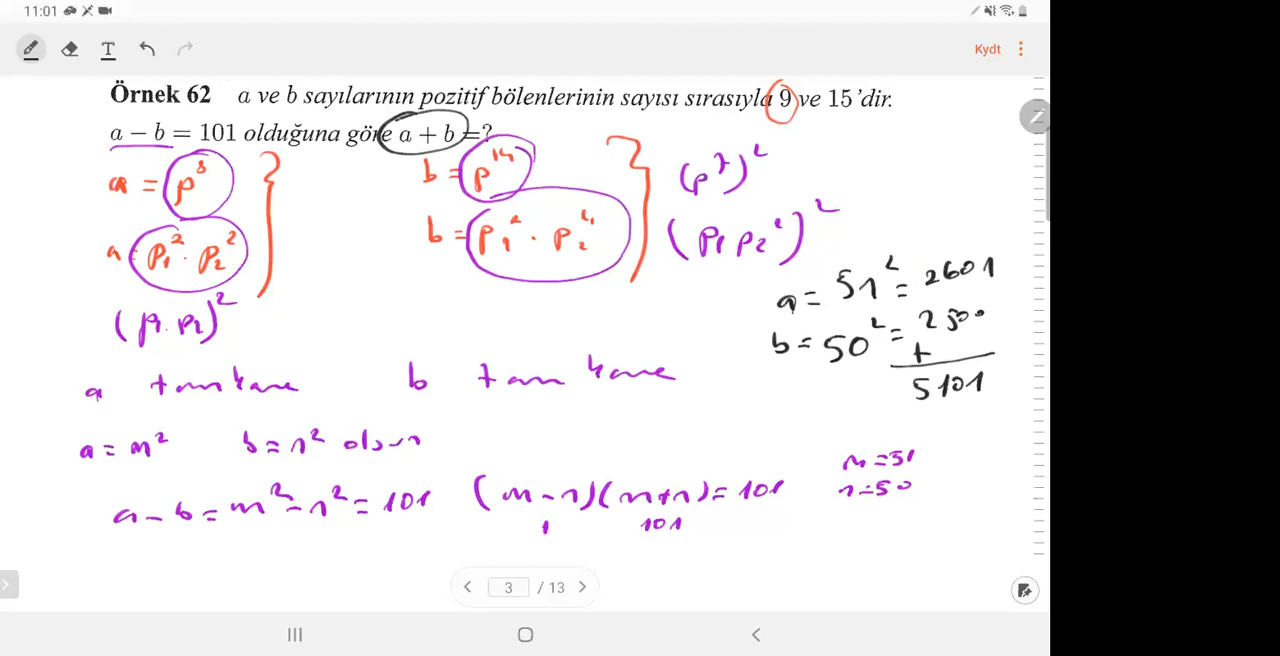 11:01
Kydt
Örnek 62 a ve b sayılarının pozitif bölenlerinin sayısı sırasıyla 9 ve 15'dir.
a − b = 101 olduğuna göre a + b =?
a = p⁸
b = p¹⁴
(p⁷)²
a = p₁² · p₂²
b = p₁² · p₂⁴
(p₁ p₂²)²
(p₁ · p₂)²
a = 51² = 2601
b = 50² = 2500
+
5101
a tam kare b tam kare
a = m² b = n² olsun
a − b = m² − n² = 101 (m − n)(m + n) = 101
1 101
m = 51
n = 50
3 / 13